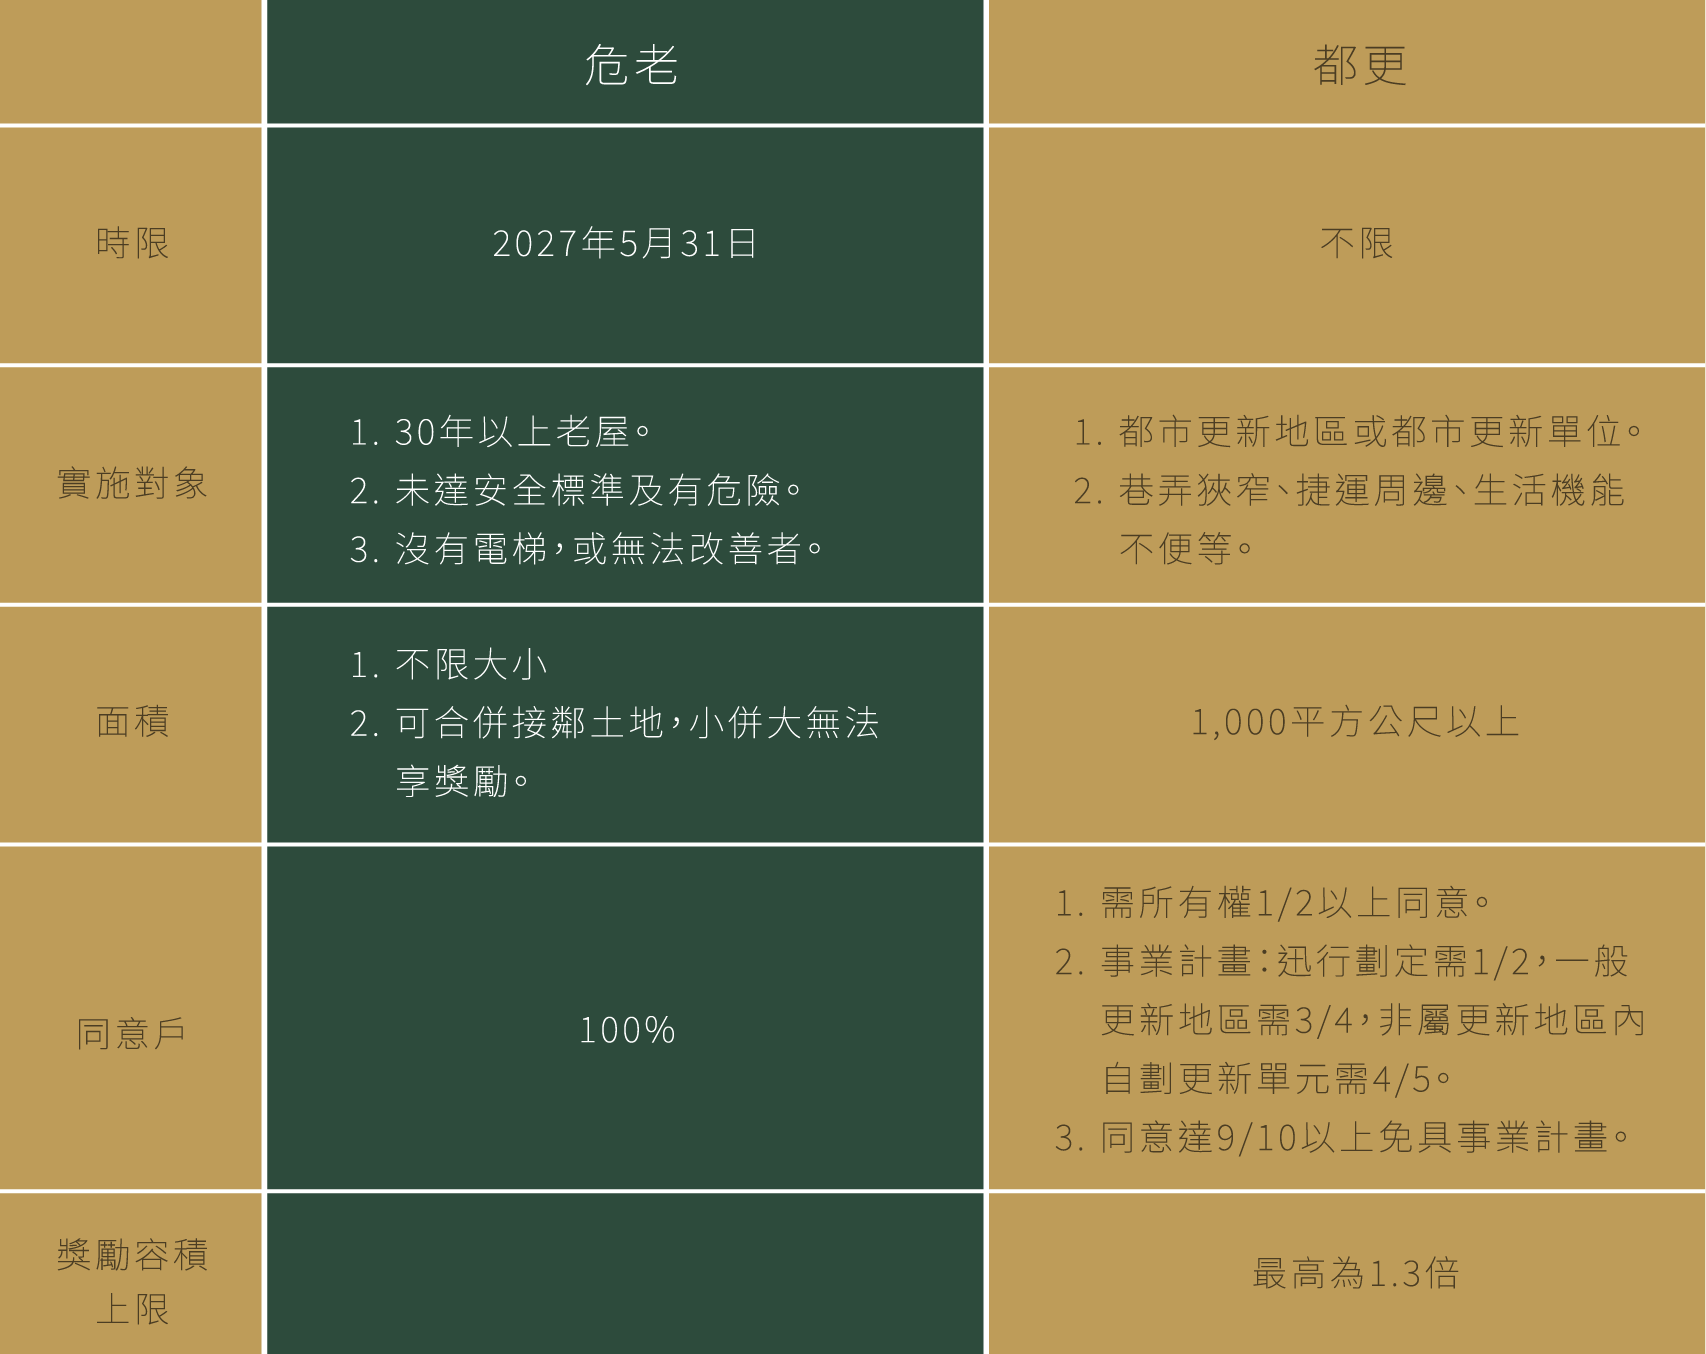 危老
都更
時限
2027年5月31日
不限
實施對象
1. 30年以上老屋。
2. 未達安全標準及有危險。
3. 沒有電梯，或無法改善者。
1. 都市更新地區或都市更新單位。
2. 巷弄狹窄、捷運周邊、生活機能
不便等。
面積
1. 不限大小
2. 可合併接鄰土地，小併大無法
享獎勵。
1,000平方公尺以上
同意戶
100%
1. 需所有權1/2以上同意。
2. 事業計畫：迅行劃定需1/2，一般
更新地區需3/4，非屬更新地區內
自劃更新單元需4/5。
3. 同意達9/10以上免具事業計畫。
獎勵容積
上限
最高為1.3倍